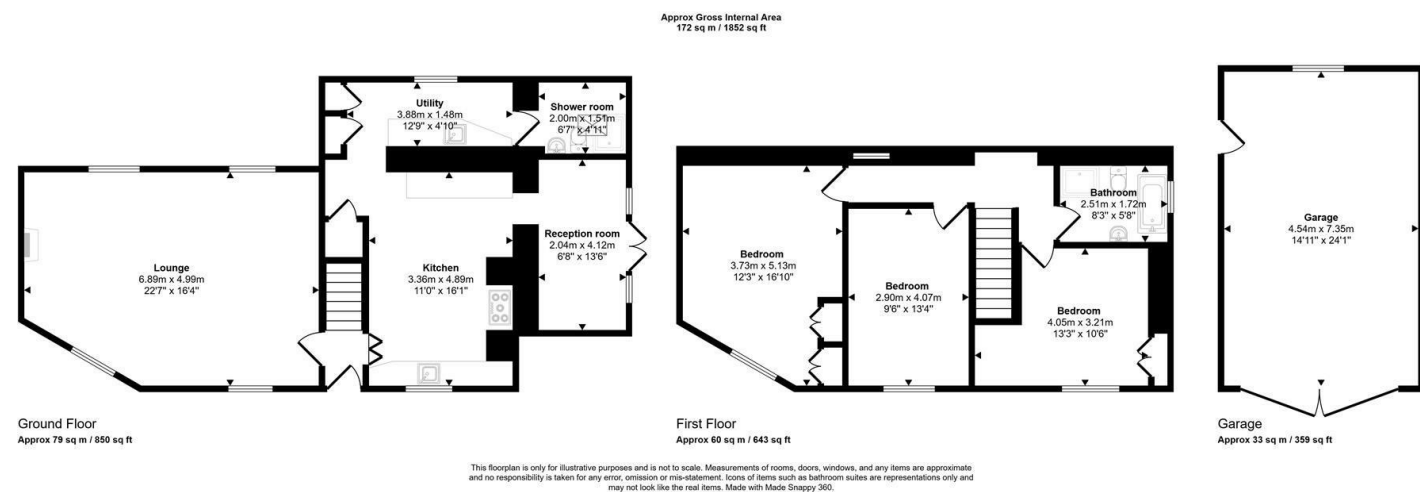 Approx Gross Internal Area
172 sq m / 1852 sq ft
Utility
3.88m x 1.48m
12'9" x 4'10"
Shower room
2.00m x 1.51m
6'7" x 4'11"
Lounge
6.89m x 4.99m
22'7" x 16'4"
Kitchen
3.36m x 4.89m
11'0" x 16'1"
Reception room
2.04m x 4.12m
6'8" x 13'6"
Ground Floor
Approx 79 sq m / 850 sq ft
Bedroom
3.73m x 5.13m
12'3" x 16'10"
Bedroom
2.90m x 4.07m
9'6" x 13'4"
Bathroom
2.51m x 1.72m
8'3" x 5'8"
Bedroom
4.05m x 3.21m
13'3" x 10'6"
First Floor
Approx 60 sq m / 643 sq ft
Garage
4.54m x 7.35m
14'11" x 24'1"
Garage
Approx 33 sq m / 359 sq ft
This floorplan is only for illustrative purposes and is not to scale. Measurements of rooms, doors, windows, and any items are approximate
and no responsibility is taken for any error, omission or mis-statement. Icons of items such as bathroom suites are representations only and
may not look like the real items. Made with Made Snappy 360.